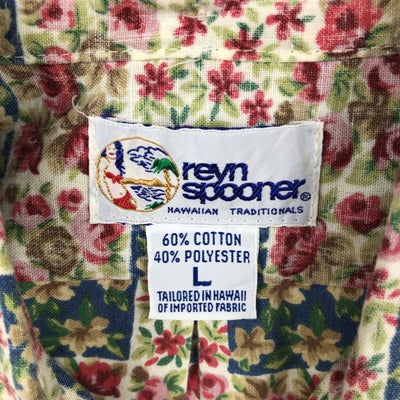 reyn
spooner®
HAWAIIAN TRADITIONALS
60% COTTON
40% POLYESTER
L
TAILORED IN HAWAII
OF IMPORTED FABRIC